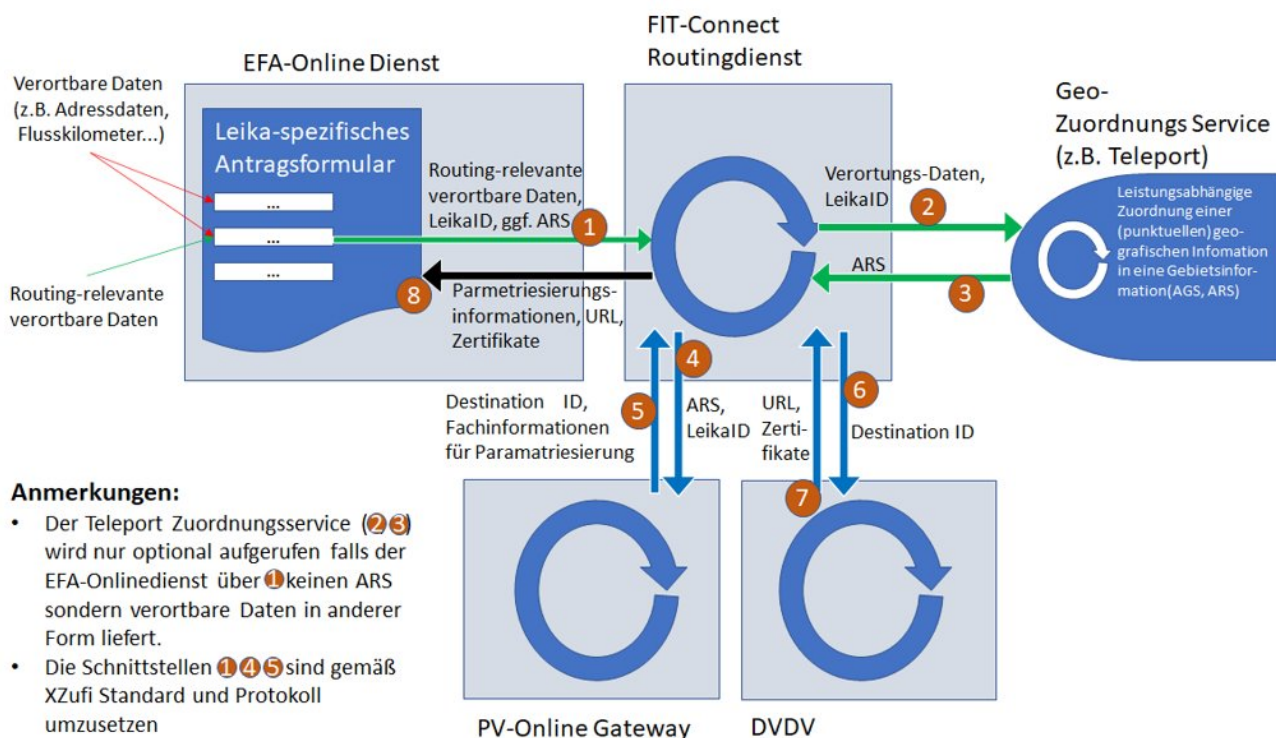 FIT-Connect
Routingdienst
EFA-Online Dienst
Verortbare Daten
(z.B. Adressdaten,
Flusskilometer...)
Leika-spezifisches
Antragsformular
...
...
...
Routing-relevante
verortbare Daten
Routing-relevante
verortbare Daten,
LeikaID, ggf. ARS
1
8
Parmetriesierungs-
informationen, URL,
Zertifikate
Verortungs-Daten,
LeikaID
2
ARS
3
Geo-
Zuordnungs Service
(z.B. Teleport)
Leistungsabhängige
Zuordnung einer
(punktuellen)geo-
grafischen Infomation
in eine Gebietsinfor-
mation(AGS, ARS)
4
5
6
Destination ID,
Fachinformationen
für Paramatriesierung
ARS,
LeikaID
URL,
Zerti-
fikate
Destination ID
7
PV-Online Gateway
DVDV
Anmerkungen:
• Der Teleport Zuordnungsservice (2 3)
wird nur optional aufgerufen falls der
EFA-Onlinedienst über 1 keinen ARS
sondern verortbare Daten in anderer
Form liefert.
• Die Schnittstellen 1 4 5 sind gemäß
XZufi Standard und Protokoll
umzusetzen